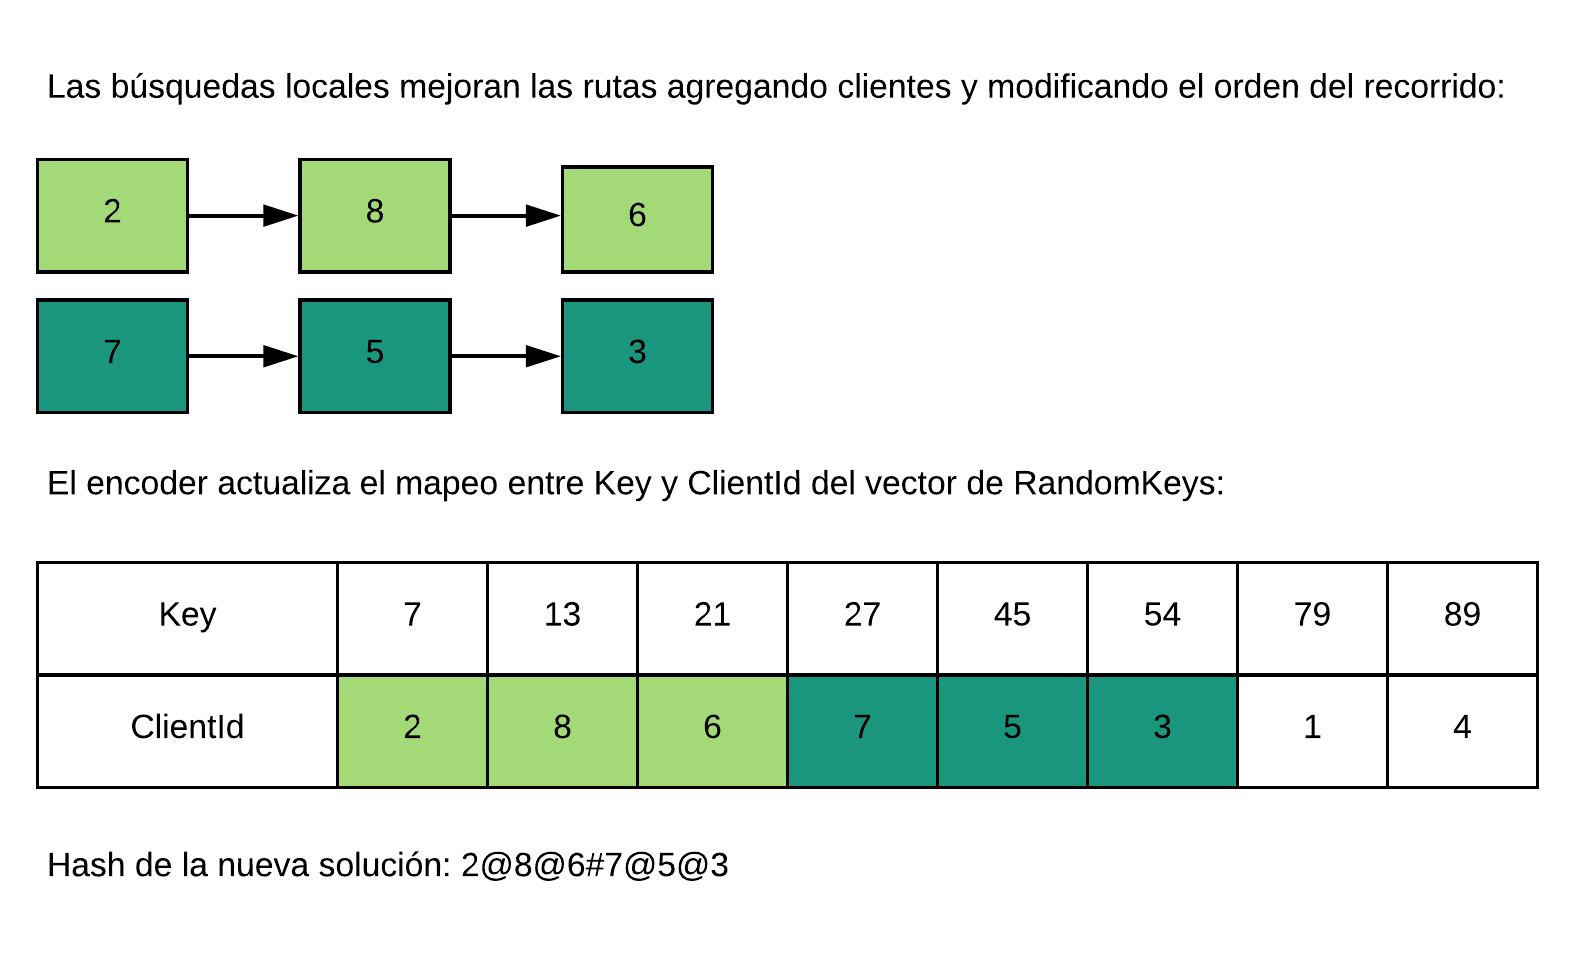 Las búsquedas locales mejoran las rutas agregando clientes y modificando el orden del recorrido:
2 8 6
7 5 3
El encoder actualiza el mapeo entre Key y ClientId del vector de RandomKeys:
Key 7 13 21 27 45 54 79 89
ClientId 2 8 6 7 5 3 1 4
Hash de la nueva solución: 2@8@6#7@5@3